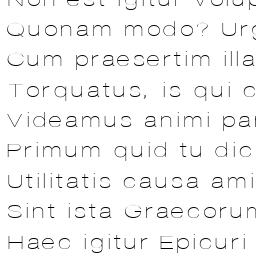 Non est igitur Volup
Quonam modo? Urg
Cum praesertim illa
Torquatus, is qui c
Videamus animi par
Primum quid tu dic
Utilitatis causa ami
Sint ista Graecorum
Haec igitur Epicuri